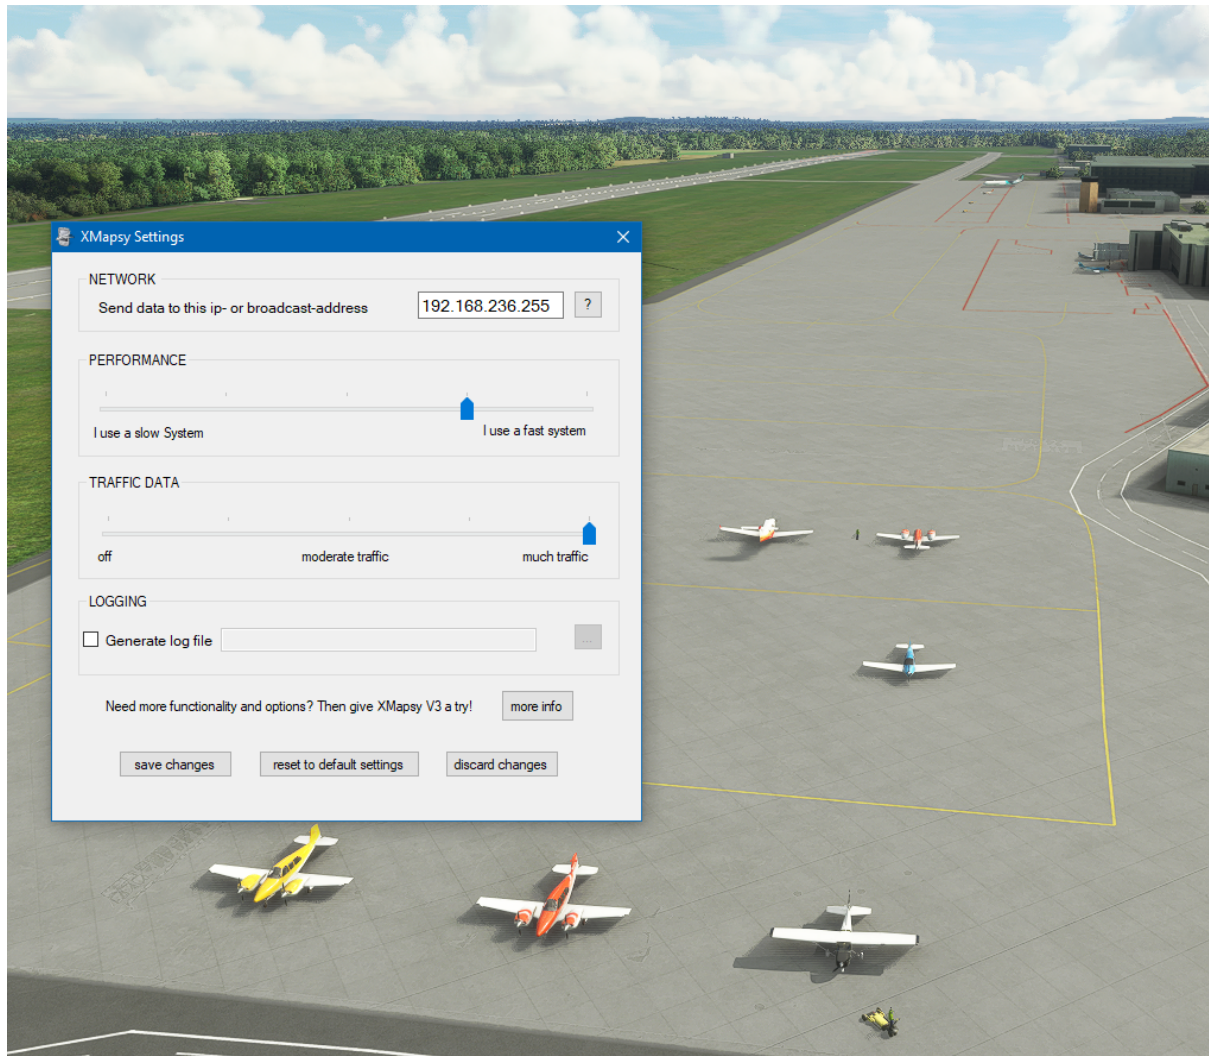 XMapsy Settings
NETWORK
Send data to this ip- or broadcast-address 192.168.236.255 ?
PERFORMANCE
I use a slow System I use a fast system
TRAFFIC DATA
off moderate traffic much traffic
LOGGING
Generate log file ...
Need more functionality and options? Then give XMapsy V3 a try! more info
save changes reset to default settings discard changes